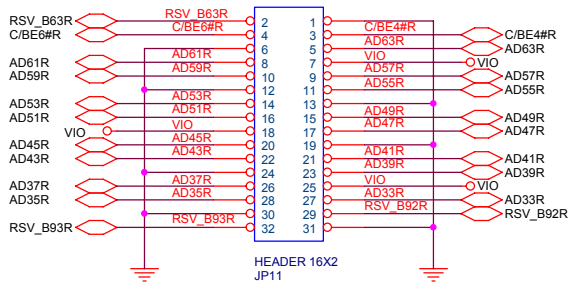 RSV_B63R RSV_B63R 2 1
C/BE6#R C/BE6#R 4 3 C/BE4#R C/BE4#R
6 5 AD63R AD63R
AD61R AD61R 8 7 VIO VIO
AD59R AD59R 10 9 AD57R AD57R
12 11 AD55R AD55R
AD53R AD53R 14 13
AD51R AD51R 16 15 AD49R AD49R
VIO VIO 18 17 AD47R AD47R
AD45R AD45R 20 19
AD43R AD43R 22 21 AD41R AD41R
24 23 AD39R AD39R
AD37R AD37R 26 25 VIO VIO
AD35R AD35R 28 27 AD33R AD33R
30 29 RSV_B92R RSV_B92R
RSV_B93R RSV_B93R 32 31
HEADER 16X2
JP11